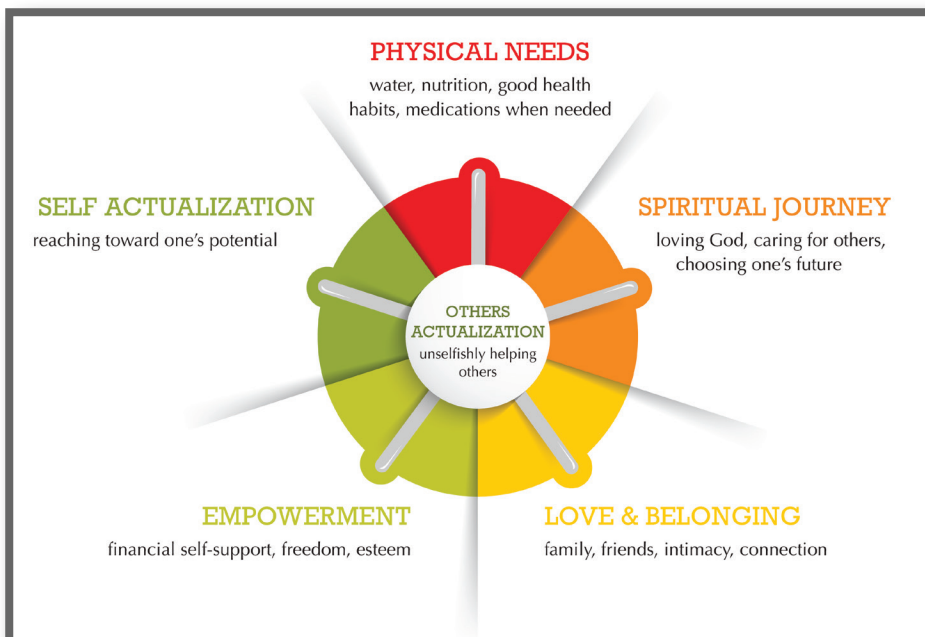 PHYSICAL NEEDS
water, nutrition, good health
habits, medications when needed
SELF ACTUALIZATION
reaching toward one's potential
SPIRITUAL JOURNEY
loving God, caring for others,
choosing one's future
OTHERS
ACTUALIZATION
unselfishly helping
others
EMPOWERMENT
financial self-support, freedom, esteem
LOVE & BELONGING
family, friends, intimacy, connection